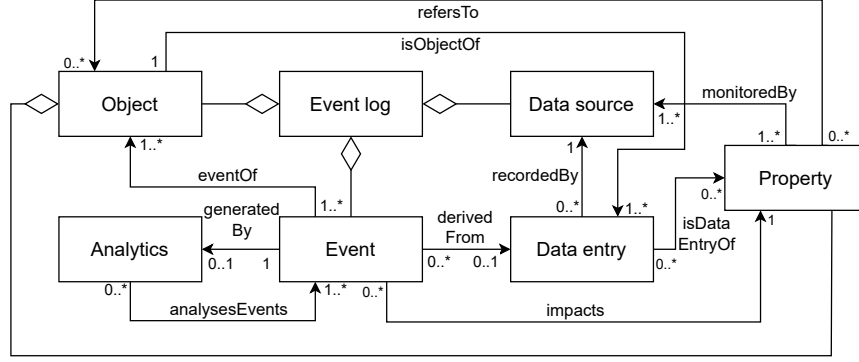 refersTo
isObjectOf
0..*
1
Object
Event log
Data source
monitoredBy
1..*
1..*
0..*
1..*
1
eventOf
recordedBy
Property
0..*
1..*
generated
By
1..*
derived
From
0..*
isData
EntryOf
1
Analytics
Event
Data entry
0..1
1
0..*
0..1
0..*
0..*
1..*
0..*
analysesEvents
impacts